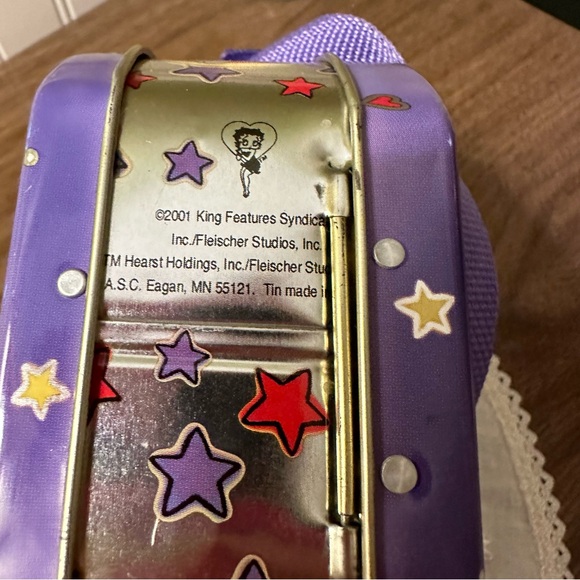 TM
©2001 King Features Syndica
Inc./Fleischer Studios, Inc.
TM Hearst Holdings, Inc./Fleischer Stu
A.S.C. Eagan, MN 55121. Tin made i